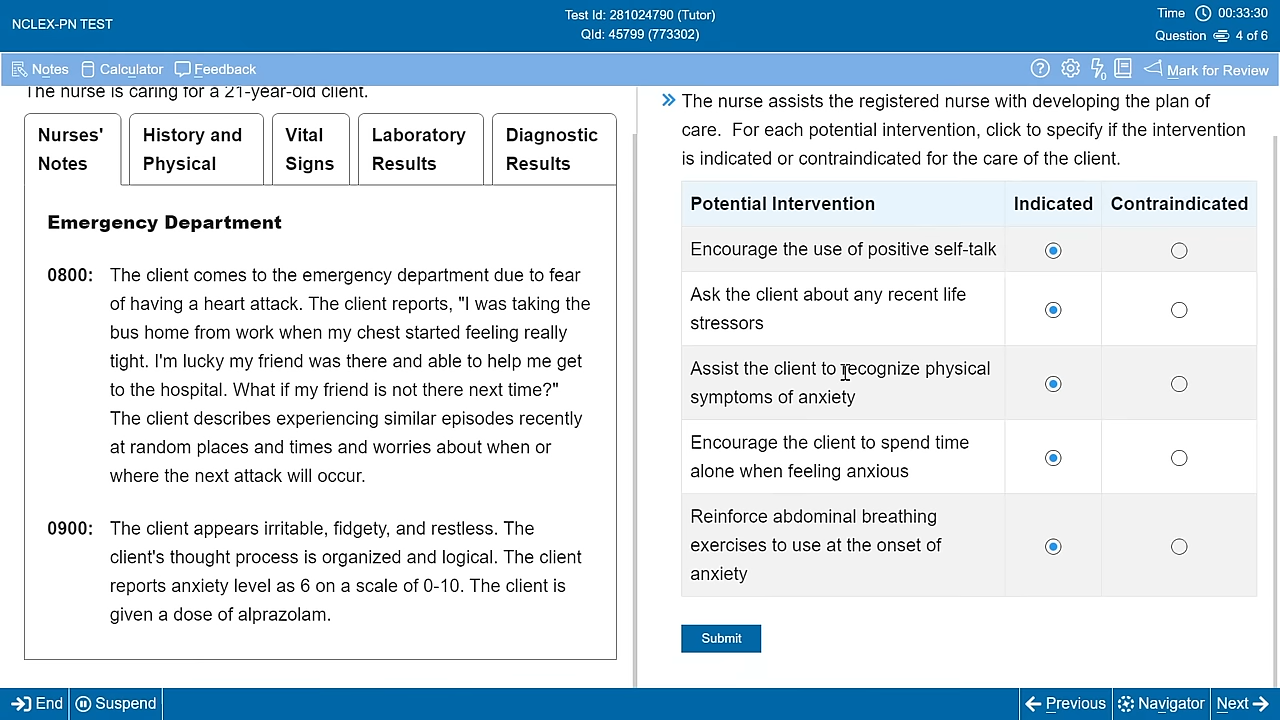 NCLEX-PN TEST
Test Id: 281024790 (Tutor)
QId: 45799 (773302)
Time 00:33:30
Question 4 of 6
Notes Calculator Feedback
Mark for Review
The nurse is caring for a 21-year-old client.
Nurses' Notes
History and Physical
Vital Signs
Laboratory Results
Diagnostic Results
Emergency Department
0800: The client comes to the emergency department due to fear
of having a heart attack. The client reports, "I was taking the
bus home from work when my chest started feeling really
tight. I'm lucky my friend was there and able to help me get
to the hospital. What if my friend is not there next time?"
The client describes experiencing similar episodes recently
at random places and times and worries about when or
where the next attack will occur.
0900: The client appears irritable, fidgety, and restless. The
client's thought process is organized and logical. The client
reports anxiety level as 6 on a scale of 0-10. The client is
given a dose of alprazolam.
The nurse assists the registered nurse with developing the plan of
care. For each potential intervention, click to specify if the intervention
is indicated or contraindicated for the care of the client.
Potential Intervention Indicated Contraindicated
Encourage the use of positive self-talk
Ask the client about any recent life
stressors
Assist the client to recognize physical
symptoms of anxiety
Encourage the client to spend time
alone when feeling anxious
Reinforce abdominal breathing
exercises to use at the onset of
anxiety
Submit
End Suspend
Previous Navigator Next